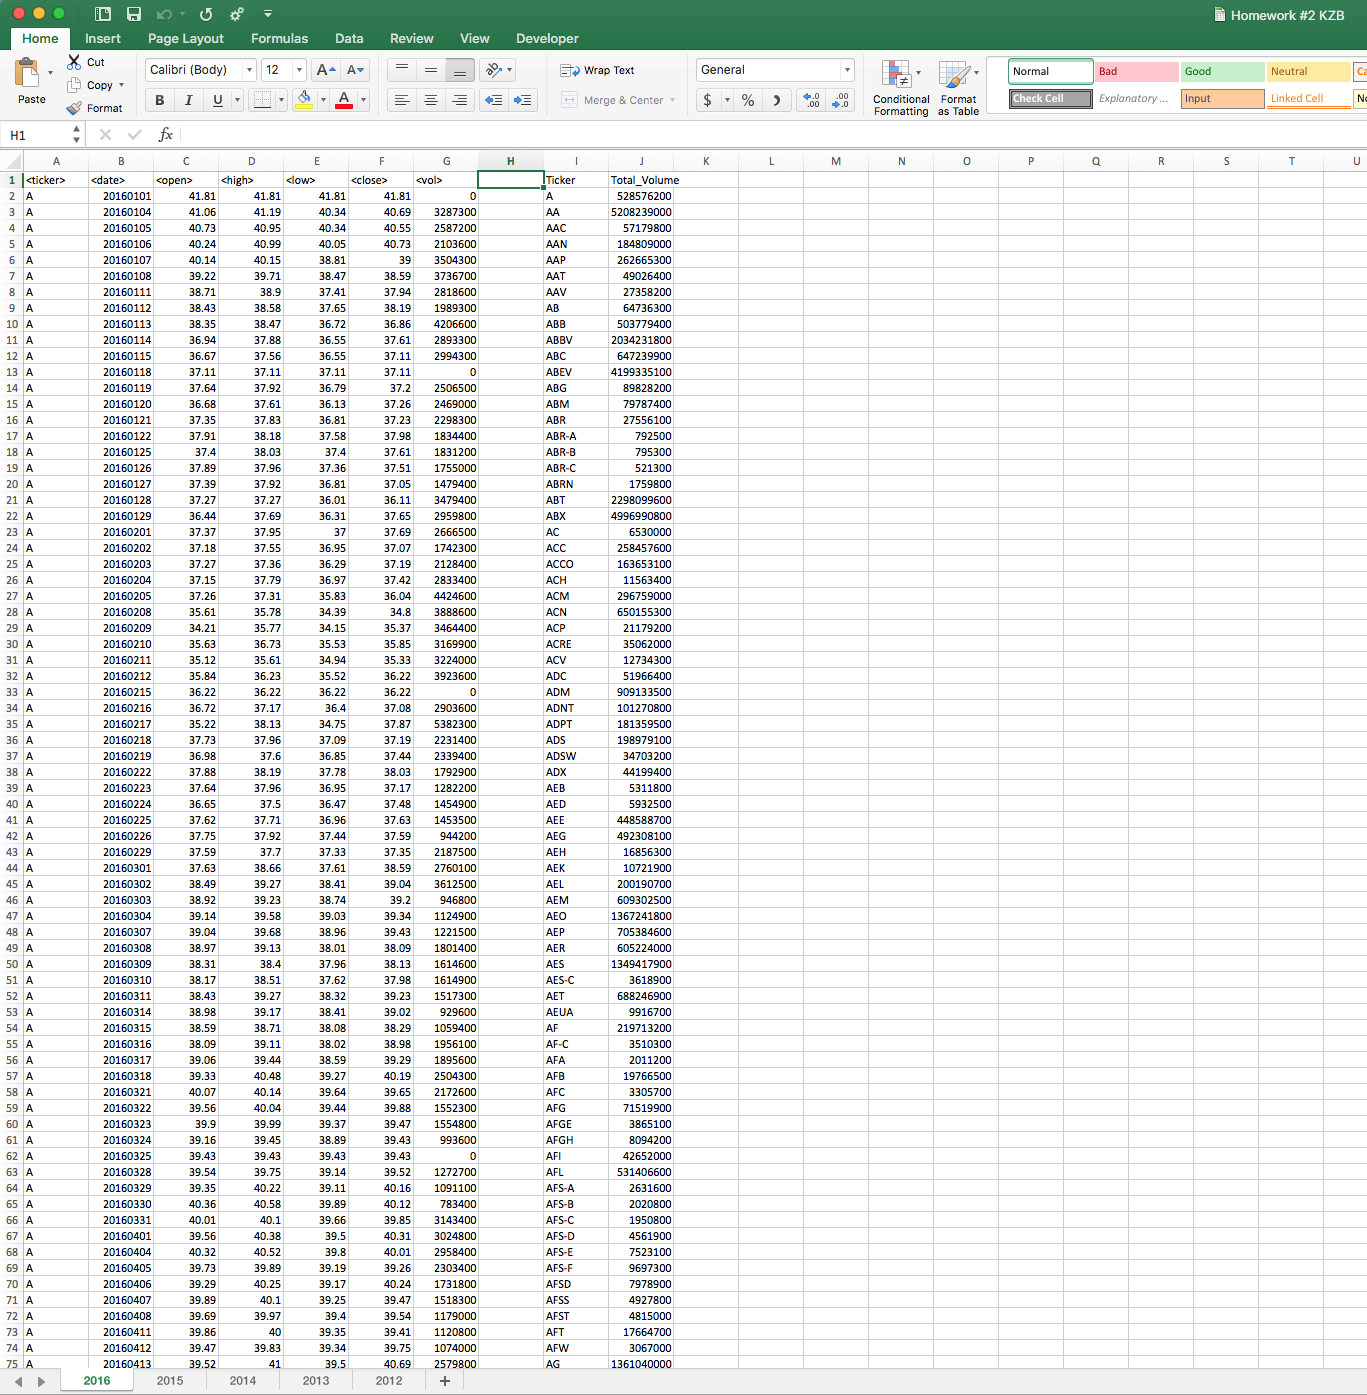 Homework #2 KZB
Home Insert Page Layout Formulas Data Review View Developer
Paste Cut Copy Format Calibri (Body) 12 A A B I U A Wrap Text Merge & Center General $ % Conditional Formatting Format as Table Normal Bad Good Neutral Ca
Check Cell Explanatory ... Input Linked Cell No
H1 fx
A B C D E F G H I J K L M N O P Q R S T U
1 <ticker> <date> <open> <high> <low> <close> <vol> Ticker Total_Volume
2 A 20160101 41.81 41.81 41.81 41.81 0 A 528576200
3 A 20160104 41.06 41.19 40.34 40.69 3287300 AA 5208239000
4 A 20160105 40.73 40.95 40.34 40.55 2587200 AAC 57179800
5 A 20160106 40.24 40.99 40.05 40.73 2103600 AAN 184809000
6 A 20160107 40.14 40.15 38.81 39 3504300 AAP 262665300
7 A 20160108 39.22 39.71 38.47 38.59 3736700 AAT 49026400
8 A 20160111 38.71 38.9 37.41 37.94 2818600 AAV 27358200
9 A 20160112 38.43 38.58 37.65 38.19 1989300 AB 64736300
10 A 20160113 38.35 38.47 36.72 36.86 4206600 ABB 503779400
11 A 20160114 36.94 37.88 36.55 37.61 2893300 ABBV 2034231800
12 A 20160115 36.67 37.56 36.55 37.11 2994300 ABC 647239900
13 A 20160118 37.11 37.11 37.11 37.11 0 ABEV 4199335100
14 A 20160119 37.64 37.92 36.79 37.2 2506500 ABG 89828200
15 A 20160120 36.68 37.61 36.13 37.26 2469000 ABM 79787400
16 A 20160121 37.35 37.83 36.81 37.23 2298300 ABR 27556100
17 A 20160122 37.91 38.18 37.58 37.98 1834400 ABR-A 792500
18 A 20160125 37.4 38.03 37.4 37.61 1831200 ABR-B 795300
19 A 20160126 37.89 37.96 37.36 37.51 1755000 ABR-C 521300
20 A 20160127 37.39 37.92 36.81 37.05 1479400 ABRN 1759800
21 A 20160128 37.27 37.27 36.01 36.11 3479400 ABT 2298099600
22 A 20160129 36.44 37.69 36.31 37.65 2959800 ABX 4996990800
23 A 20160201 37.37 37.95 37 37.69 2666500 AC 6530000
24 A 20160202 37.18 37.55 36.95 37.07 1742300 ACC 258457600
25 A 20160203 37.27 37.36 36.29 37.19 2128400 ACCO 163653100
26 A 20160204 37.15 37.79 36.97 37.42 2833400 ACH 11563400
27 A 20160205 37.26 37.31 35.83 36.04 4424600 ACM 296759000
28 A 20160208 35.61 35.78 34.39 34.8 3888600 ACN 650155300
29 A 20160209 34.21 35.77 34.15 35.37 3464400 ACP 21179200
30 A 20160210 35.63 36.73 35.53 35.85 3169900 ACRE 35062000
31 A 20160211 35.12 35.61 34.94 35.33 3224000 ACV 12734300
32 A 20160212 35.84 36.23 35.52 36.22 3923600 ADC 51966400
33 A 20160215 36.22 36.22 36.22 36.22 0 ADM 909133500
34 A 20160216 36.72 37.17 36.4 37.08 2903600 ADNT 101270800
35 A 20160217 35.22 38.13 34.75 37.87 5382300 ADPT 181359500
36 A 20160218 37.73 37.96 37.09 37.19 2231400 ADS 198979100
37 A 20160219 36.98 37.6 36.85 37.44 2339400 ADSW 34703200
38 A 20160222 37.88 38.19 37.78 38.03 1792900 ADX 44199400
39 A 20160223 37.64 37.96 36.95 37.17 1282200 AEB 5311800
40 A 20160224 36.65 37.5 36.47 37.48 1454900 AED 5932500
41 A 20160225 37.62 37.71 36.96 37.63 1453500 AEE 448588700
42 A 20160226 37.75 37.92 37.44 37.59 944200 AEG 492308100
43 A 20160229 37.59 37.7 37.33 37.35 2187500 AEH 16856300
44 A 20160301 37.63 38.66 37.61 38.59 2760100 AEK 10721900
45 A 20160302 38.49 39.27 38.41 39.04 3612500 AEL 200190700
46 A 20160303 38.92 39.23 38.74 39.2 946800 AEM 609302500
47 A 20160304 39.14 39.58 39.03 39.34 1124900 AEO 1367241800
48 A 20160307 39.04 39.68 38.96 39.43 1221500 AEP 705384600
49 A 20160308 38.97 39.13 38.01 38.09 1801400 AER 605224000
50 A 20160309 38.31 38.4 37.96 38.13 1614600 AES 1349417900
51 A 20160310 38.17 38.51 37.62 37.98 1614900 AES-C 3618900
52 A 20160311 38.43 39.27 38.32 39.23 1517300 AET 688246900
53 A 20160314 38.98 39.17 38.41 39.02 929600 AEUA 9916700
54 A 20160315 38.59 38.71 38.08 38.29 1059400 AF 219713200
55 A 20160316 38.09 39.11 38.02 38.98 1956100 AF-C 3510300
56 A 20160317 39.06 39.44 38.59 39.29 1895600 AFA 2011200
57 A 20160318 39.33 40.48 39.27 40.19 2504300 AFB 19766500
58 A 20160321 40.07 40.14 39.64 39.65 2172600 AFC 3305700
59 A 20160322 39.56 40.04 39.44 39.88 1552300 AFG 71519900
60 A 20160323 39.9 39.99 39.37 39.47 1554800 AFGE 3865100
61 A 20160324 39.16 39.45 38.89 39.43 993600 AFGH 8094200
62 A 20160325 39.43 39.43 39.43 39.43 0 AFI 42652000
63 A 20160328 39.54 39.75 39.14 39.52 1272700 AFL 531406600
64 A 20160329 39.35 40.22 39.11 40.16 1091100 AFS-A 2631600
65 A 20160330 40.36 40.58 39.89 40.12 783400 AFS-B 2020800
66 A 20160331 40.01 40.1 39.66 39.85 3143400 AFS-C 1950800
67 A 20160401 39.56 40.38 39.5 40.31 3024800 AFS-D 4561900
68 A 20160404 40.32 40.52 39.8 40.01 2958400 AFS-E 7523100
69 A 20160405 39.73 39.89 39.19 39.26 2303400 AFS-F 9697300
70 A 20160406 39.29 40.25 39.17 40.24 1731800 AFSD 7978900
71 A 20160407 39.89 40.1 39.25 39.47 1518300 AFSS 4927800
72 A 20160408 39.69 39.97 39.4 39.54 1179000 AFST 4815000
73 A 20160411 39.86 40 39.35 39.41 1120800 AFT 17664700
74 A 20160412 39.47 39.83 39.34 39.75 1074000 AFW 3067000
75 A 20160413 39.52 41 39.5 40.69 2579800 AG 1361040000
2016 2015 2014 2013 2012 +